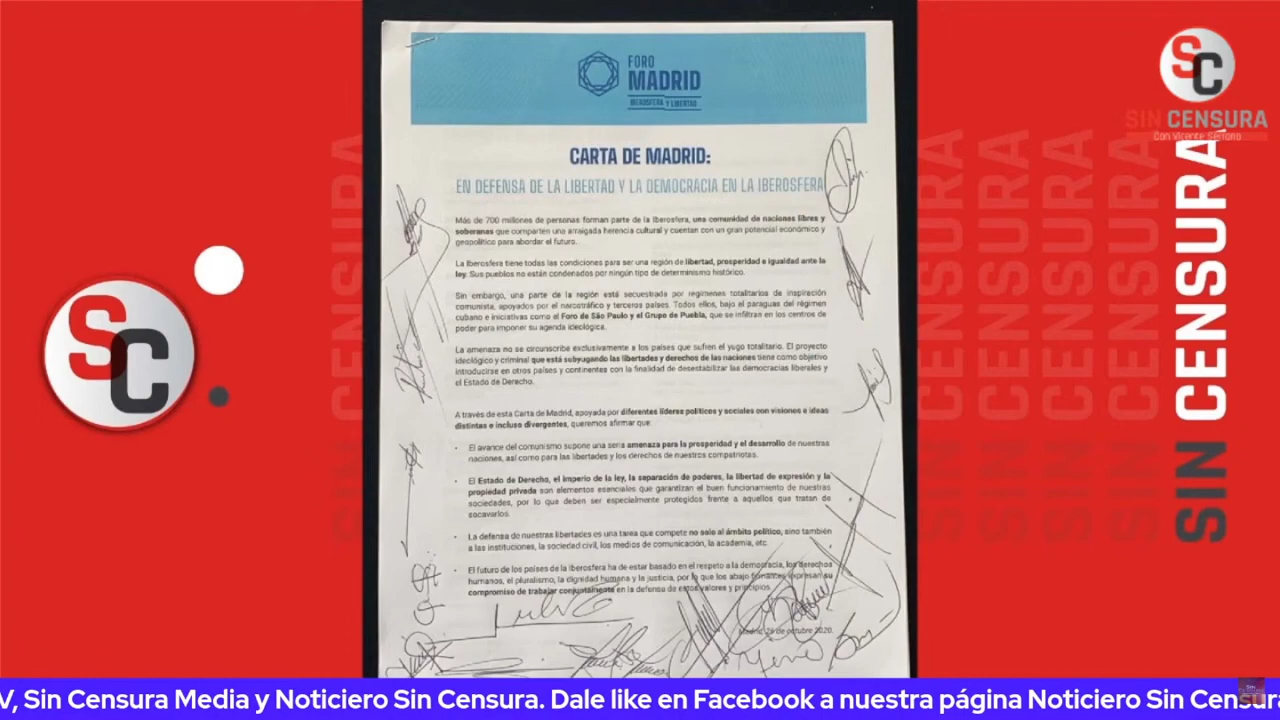 FORO
MADRID
IBEROSFERA Y LIBERTAD
CARTA DE MADRID:
EN DEFENSA DE LA LIBERTAD Y LA DEMOCRACIA EN LA IBEROSFERA
Más de 700 millones de personas forman parte de la Iberosfera, una comunidad de naciones libres y
soberanas que comparten una arraigada herencia cultural y cuentan con un gran potencial económico y
geopolítico para abordar el futuro.
La Iberosfera tiene todas las condiciones para ser una región de libertad, prosperidad e igualdad ante la
ley. Sus pueblos no están condenados por ningún tipo de determinismo histórico.
Sin embargo, una parte de la región está secuestrada por regímenes totalitarios de inspiración
comunista, apoyados por el narcotráfico y terceros países. Todos ellos, bajo el paraguas del régimen
cubano e iniciativas como el Foro de São Paulo y el Grupo de Puebla, que se infiltran en los centros de
poder para imponer su agenda ideológica.
La amenaza no se circunscribe exclusivamente a los países que sufren el yugo totalitario. El proyecto
ideológico y criminal que está subyugando las libertades y derechos de las naciones tiene como objetivo
introducirse en otros países y continentes con la finalidad de desestabilizar las democracias liberales y
el Estado de Derecho.
A través de esta Carta de Madrid, apoyada por diferentes líderes políticos y sociales con visiones e ideas
distintas e incluso divergentes, queremos afirmar que:
• El avance del comunismo supone una seria amenaza para la prosperidad y el desarrollo de nuestras
naciones, así como para las libertades y los derechos de nuestros compatriotas.
• El Estado de Derecho, el imperio de la ley, la separación de poderes, la libertad de expresión y la
propiedad privada son elementos esenciales que garantizan el buen funcionamiento de nuestras
sociedades, por lo que deben ser especialmente protegidos frente a aquellos que tratan de
socavarlos.
• La defensa de nuestras libertades es una tarea que compete no solo al ámbito político, sino también
a las instituciones, la sociedad civil, los medios de comunicación, la academia, etc.
• El futuro de los países de la Iberosfera ha de estar basado en el respeto a la democracia, los derechos
humanos, el pluralismo, la dignidad humana y la justicia, por lo que los abajo firmantes expresan su
compromiso de trabajar conjuntamente en la defensa de estos valores y principios.
Madrid, 26 de octubre 2020.
SC
SC
SIN CENSURA
Con Vicente Serrano
SIN CENSURA
CENSURA
SIN CENSURA
SIN CENSURA
SIN CENSURA
SIN CENSURA
V, Sin Censura Media y Noticiero Sin Censura. Dale like en Facebook a nuestra página Noticiero Sin Censura